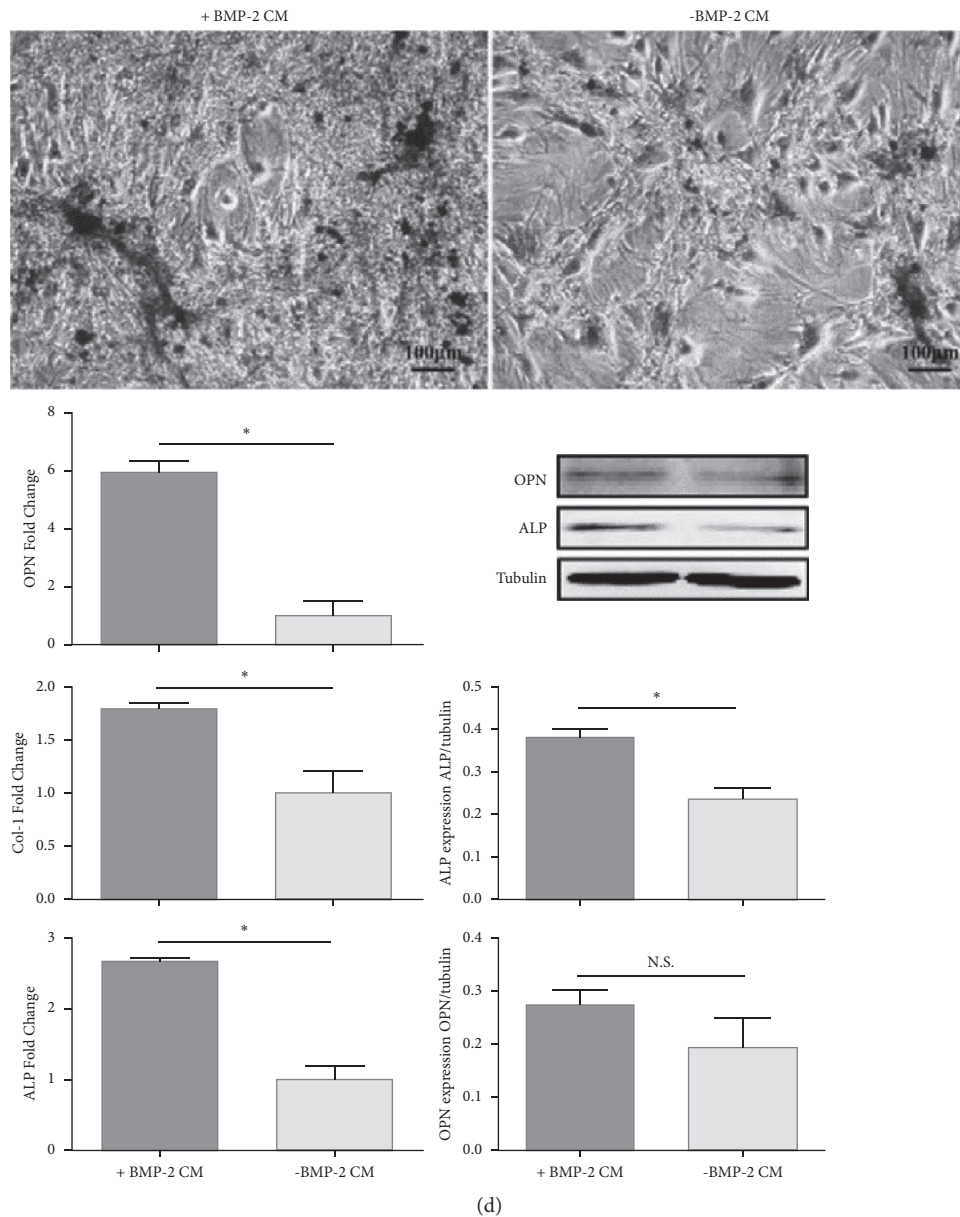 + BMP-2 CM
-BMP-2 CM
100µm
100µm
OPN Fold Change
8
6
4
2
0
*
OPN
ALP
Tubulin
Col-1 Fold Change
2.0
1.5
1.0
0.5
0.0
*
ALP expression ALP/tubulin
0.5
0.4
0.3
0.2
0.1
0.0
*
ALP Fold Change
3
2
1
0
*
+ BMP-2 CM
-BMP-2 CM
OPN expression OPN/tubulin
0.4
0.3
0.2
0.1
0.0
N.S.
+ BMP-2 CM
-BMP-2 CM
(d)